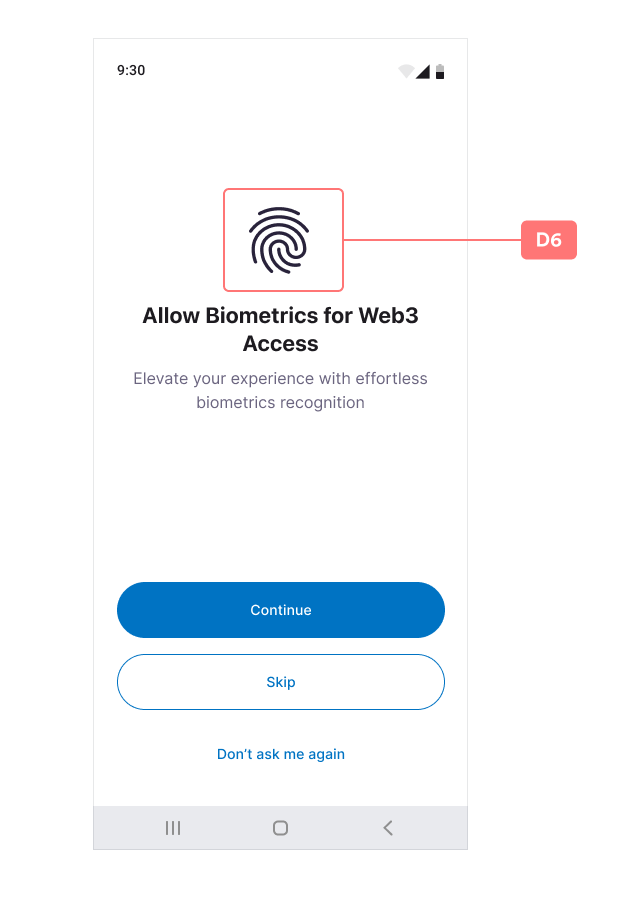 9:30
D6
Allow Biometrics for Web3
Access
Elevate your experience with effortless
biometrics recognition
Continue
Skip
Don’t ask me again